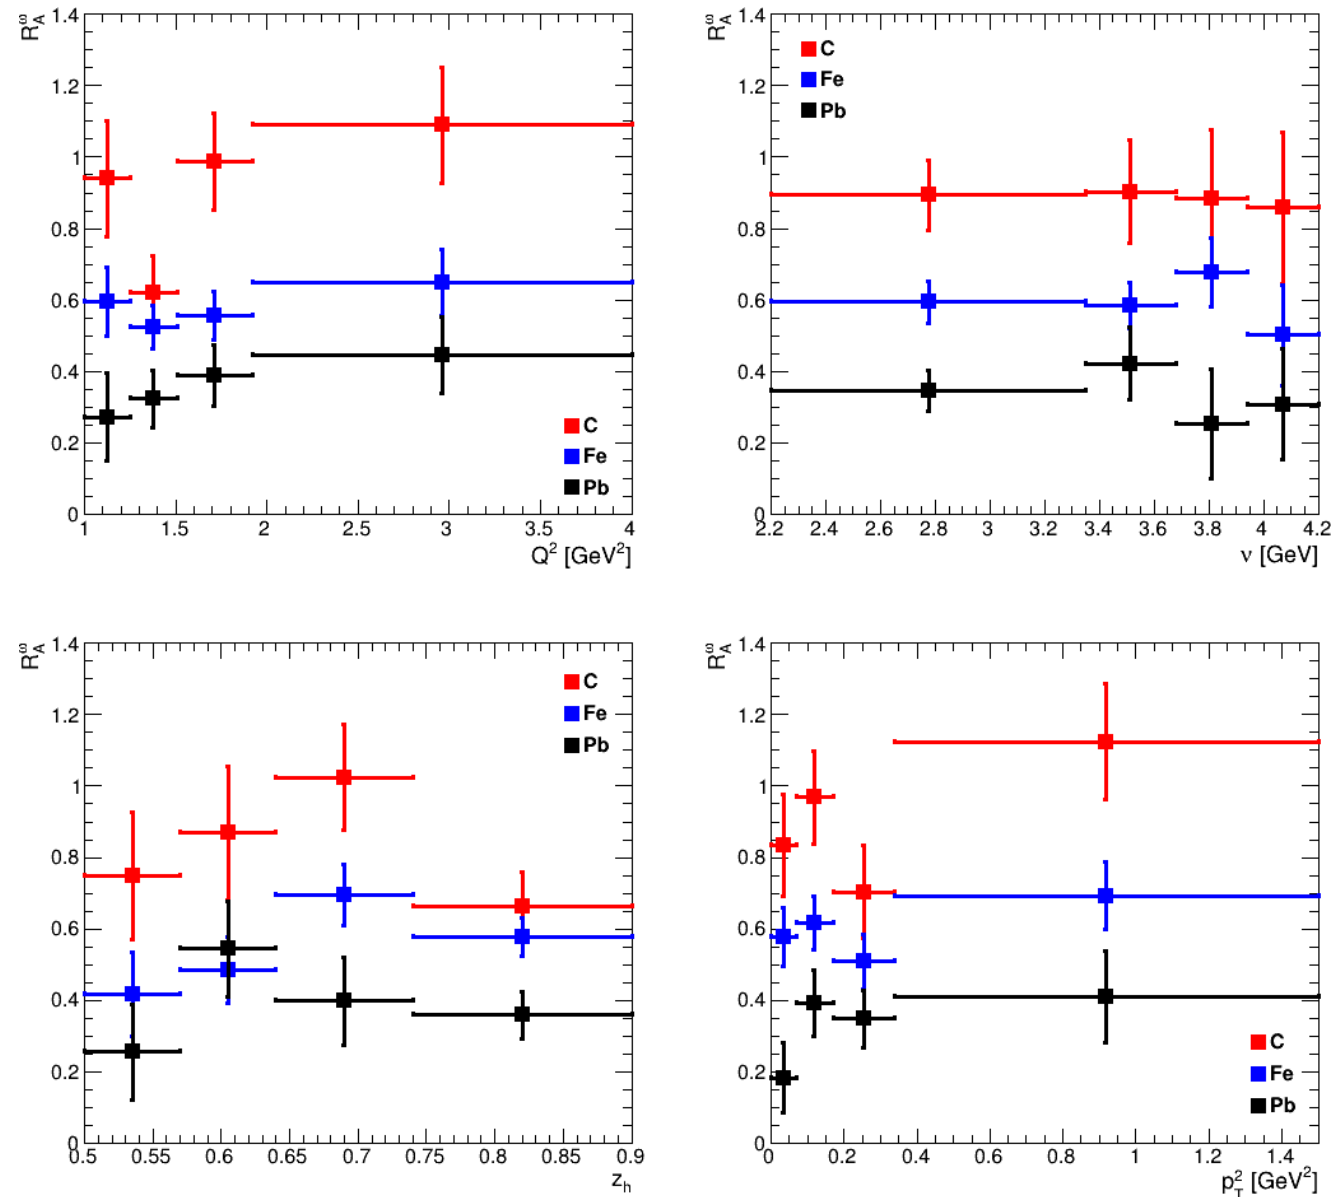 R_A^ω
1.4
1.2
1
0.8
0.6
0.4
0.2
0
C
Fe
Pb
1 1.5 2 2.5 3 3.5 4
Q² [GeV²]
R_A^ω
1.4
1.2
1
0.8
0.6
0.4
0.2
0
C
Fe
Pb
2.2 2.4 2.6 2.8 3 3.2 3.4 3.6 3.8 4 4.2
ν [GeV]
R_A^ω
1.4
1.2
1
0.8
0.6
0.4
0.2
0
C
Fe
Pb
0.5 0.55 0.6 0.65 0.7 0.75 0.8 0.85 0.9
z_h
R_A^ω
1.4
1.2
1
0.8
0.6
0.4
0.2
0
C
Fe
Pb
0 0.2 0.4 0.6 0.8 1 1.2 1.4
p_T² [GeV²]